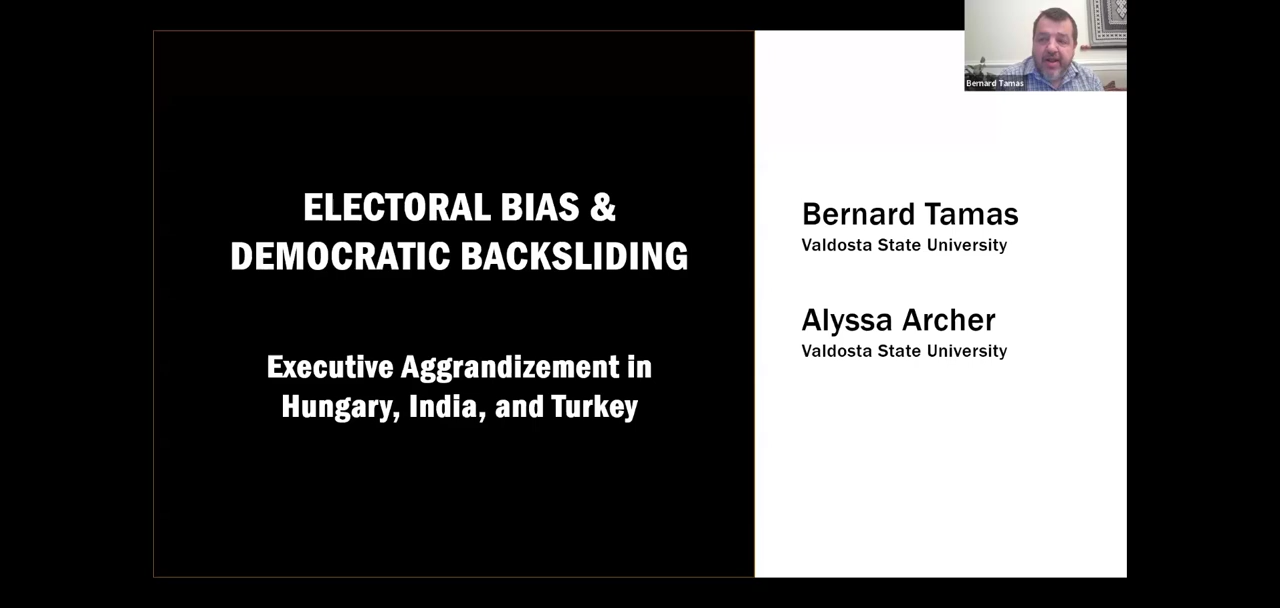 ELECTORAL BIAS &
DEMOCRATIC BACKSLIDING
Executive Aggrandizement in
Hungary, India, and Turkey
Bernard Tamas
Bernard Tamas
Valdosta State University
Alyssa Archer
Valdosta State University